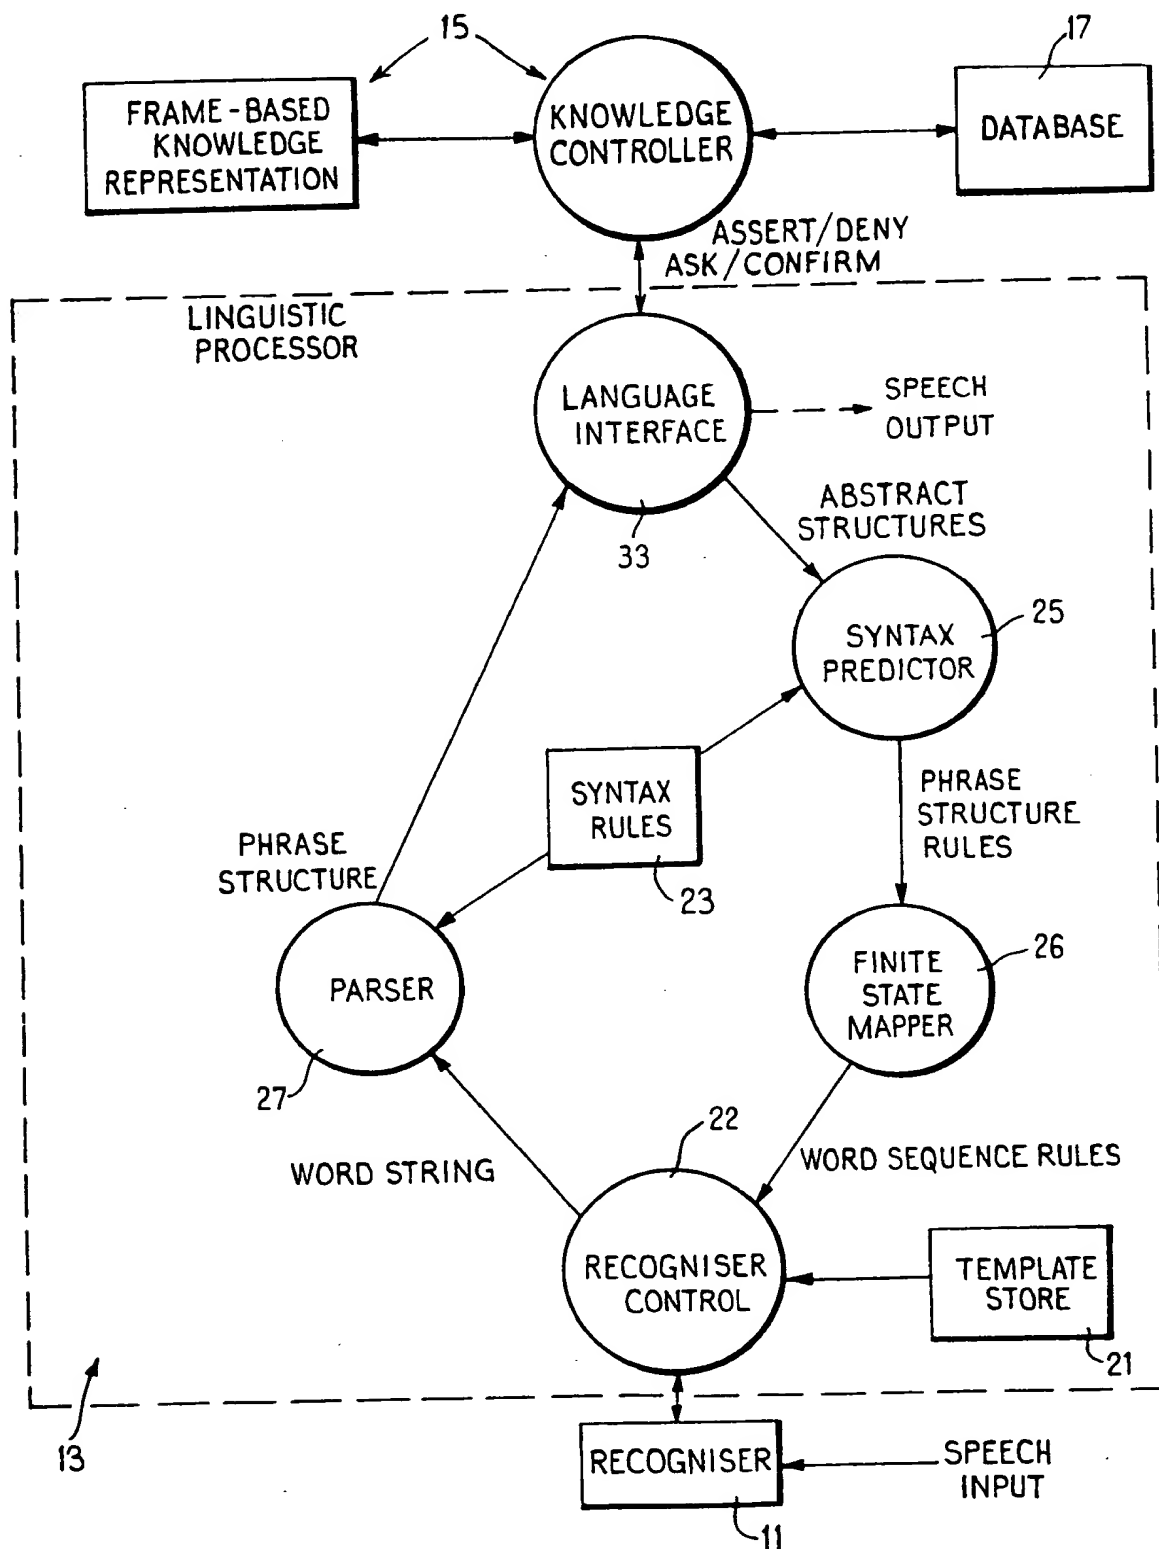 15
17
FRAME-BASED
KNOWLEDGE
REPRESENTATION
KNOWLEDGE
CONTROLLER
DATABASE
ASSERT/DENY
ASK/CONFIRM
LINGUISTIC
PROCESSOR
LANGUAGE
INTERFACE
SPEECH
OUTPUT
33
ABSTRACT
STRUCTURES
25
SYNTAX
PREDICTOR
SYNTAX
RULES
23
PHRASE
STRUCTURE
RULES
PHRASE
STRUCTURE
PARSER
27
26
FINITE
STATE
MAPPER
22
WORD STRING
WORD SEQUENCE RULES
RECOGNISER
CONTROL
TEMPLATE
STORE
21
13
RECOGNISER
11
SPEECH
INPUT